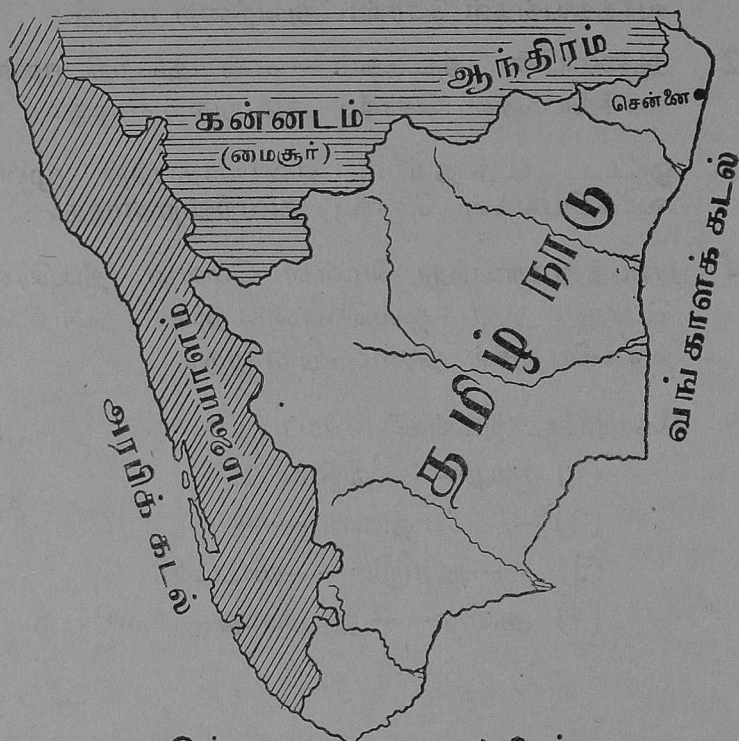 ஆந்திரம்
சென்னை
கன்னடம்
(மைசூர்)
தமிழ் நாடு
வங்காளக் கடல்
மலையாளம்
அரபிக் கடல்